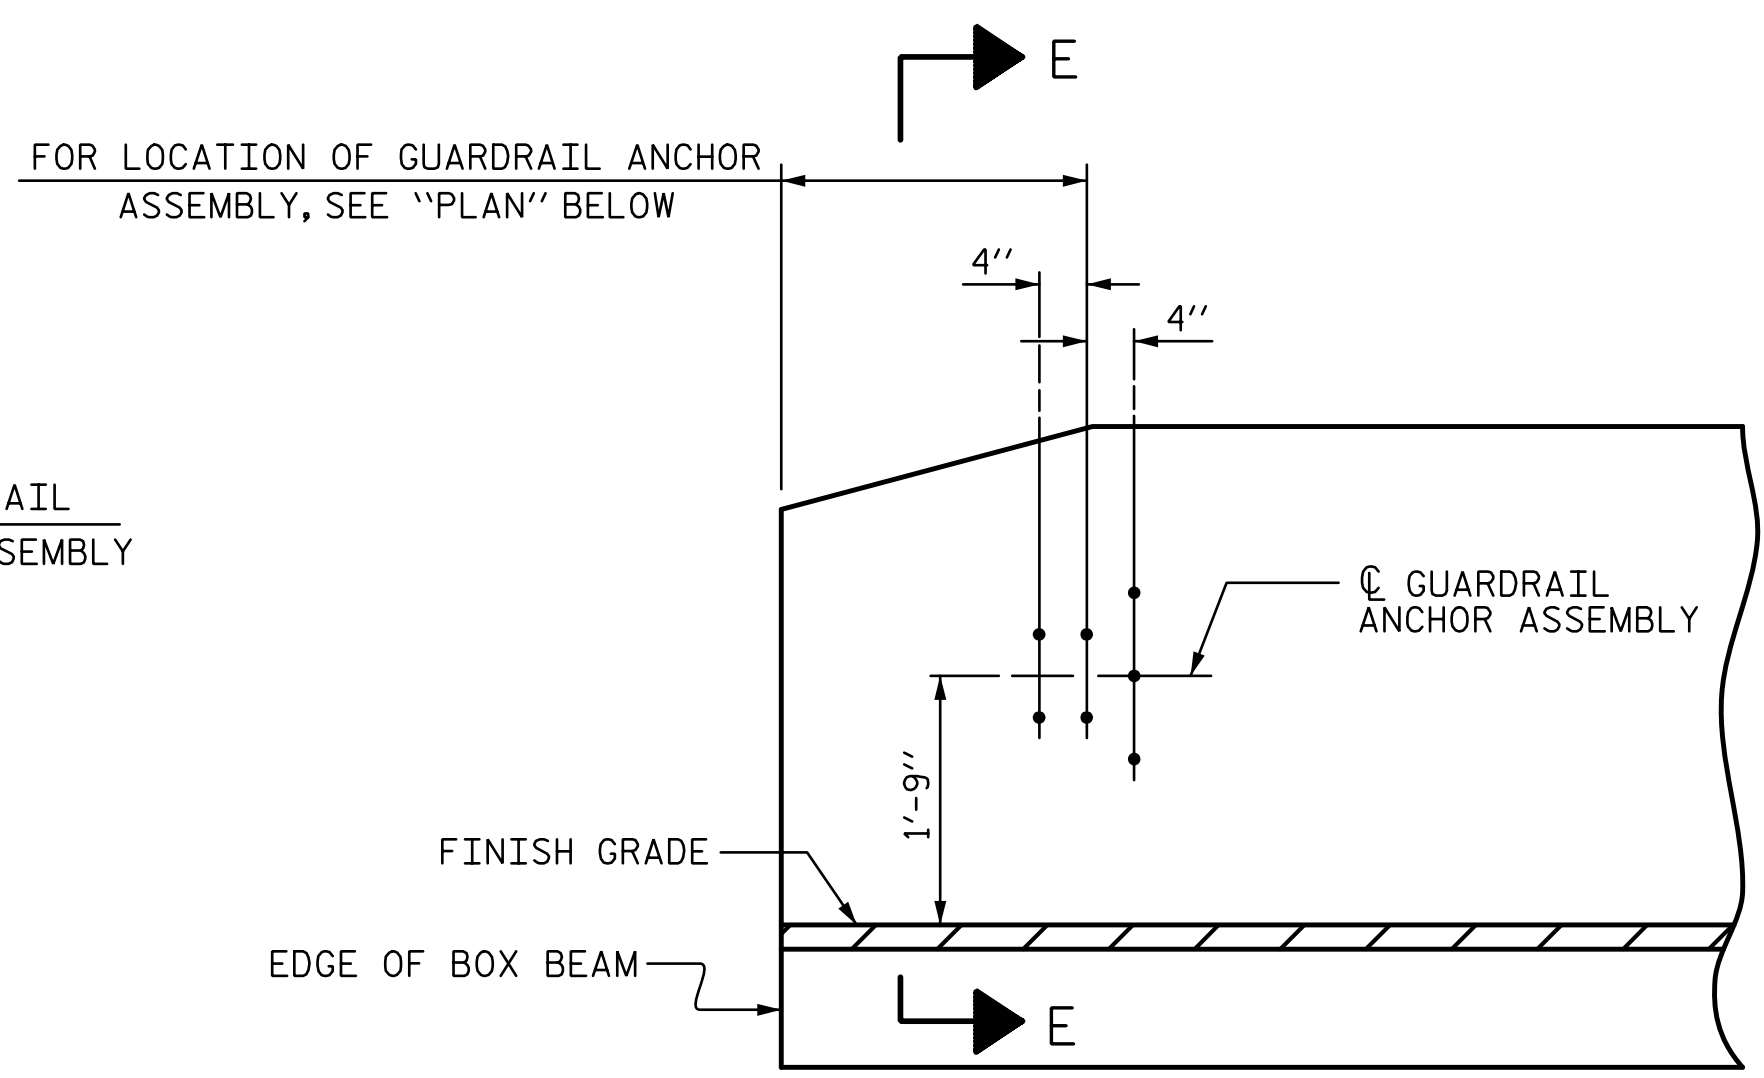 E
FOR LOCATION OF GUARDRAIL ANCHOR
ASSEMBLY, SEE "PLAN" BELOW
4"
4"
AIL
SEMBLY
℄ GUARDRAIL
ANCHOR ASSEMBLY
1'-9"
FINISH GRADE
EDGE OF BOX BEAM
E